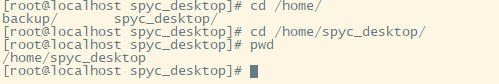 [root@localhost spyc_desktop]# cd /home/
backup/       spyc_desktop/
[root@localhost spyc_desktop]# cd /home/spyc_desktop/
[root@localhost spyc_desktop]# pwd
/home/spyc_desktop
[root@localhost spyc_desktop]#